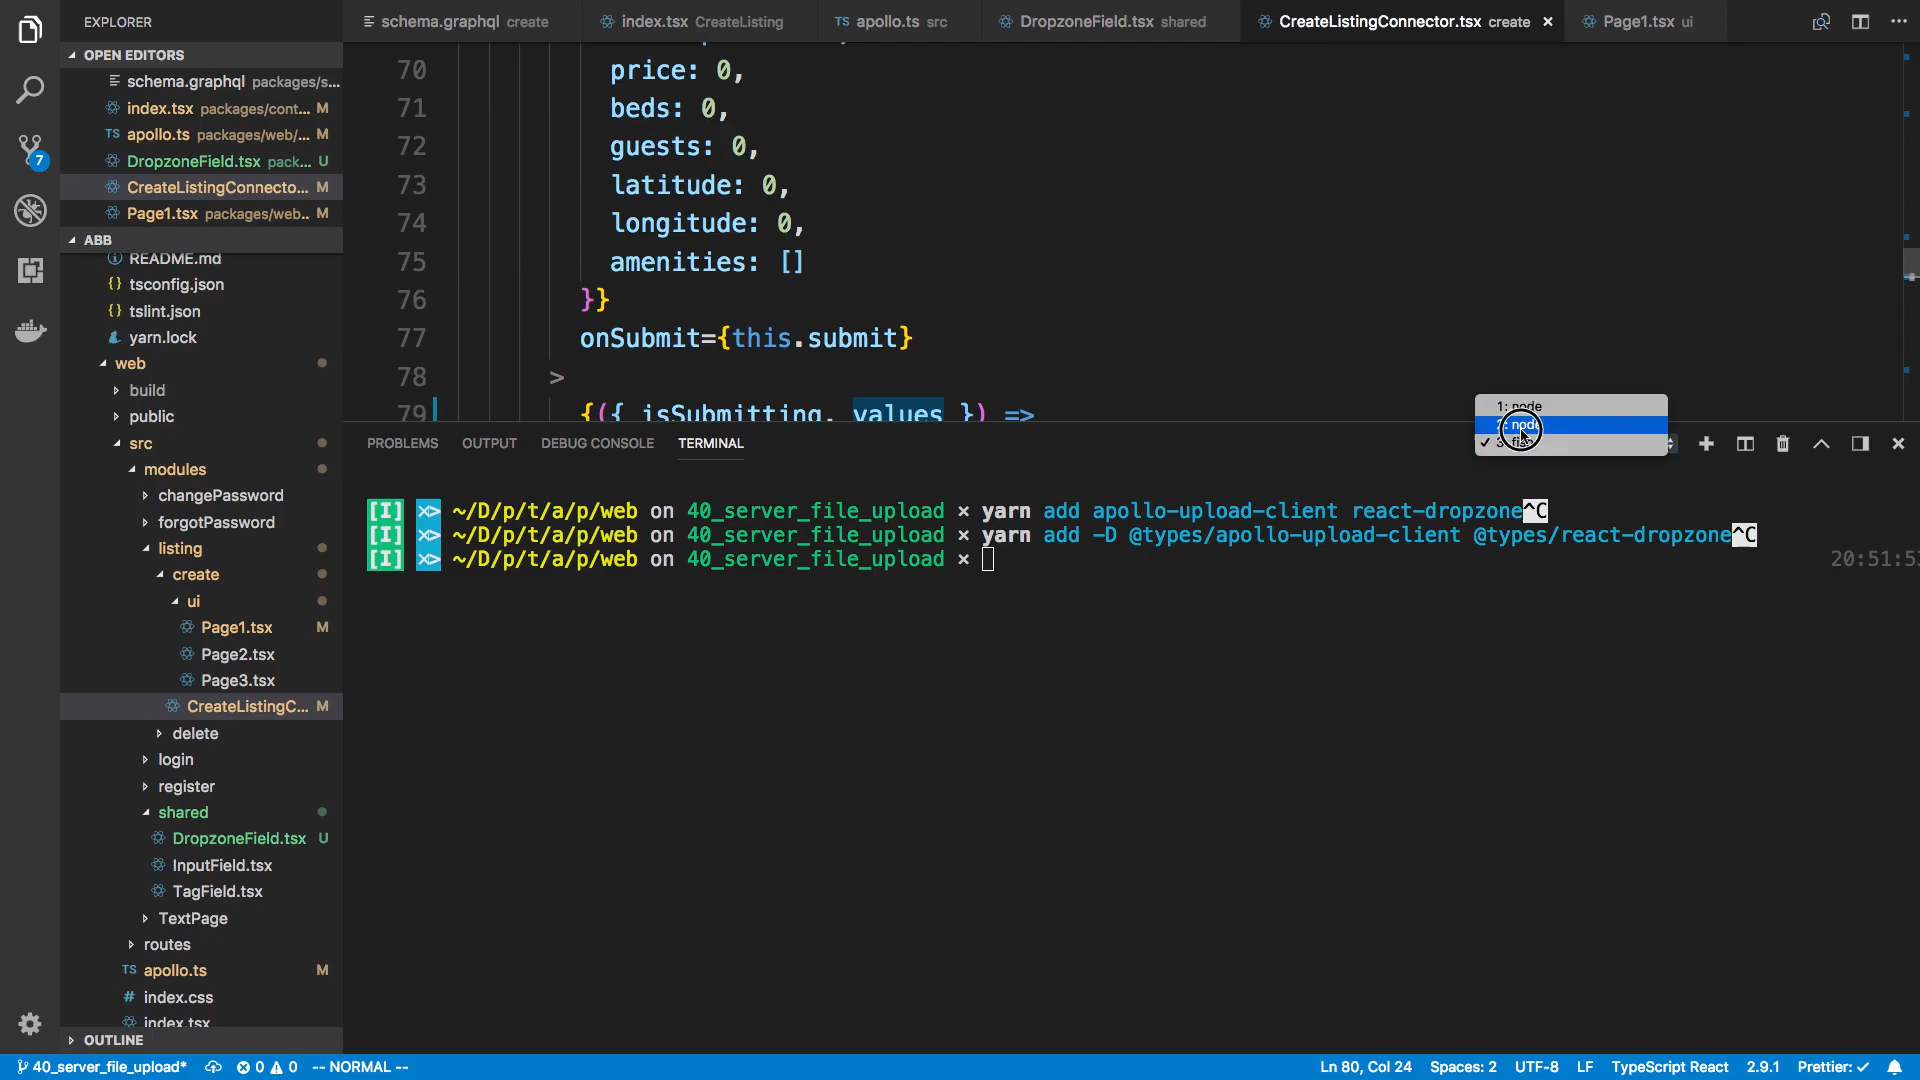 EXPLORER
OPEN EDITORS
schema.graphql packages/s...
index.tsx packages/cont... M
TS apollo.ts packages/web/... M
DropzoneField.tsx pack... U
CreateListingConnecto... M
Page1.tsx packages/web... M
ABB
README.md
{} tsconfig.json
{} tslint.json
yarn.lock
web
build
public
src
modules
changePassword
forgotPassword
listing
create
ui
Page1.tsx M
Page2.tsx
Page3.tsx
CreateListingC... M
delete
login
register
shared
DropzoneField.tsx U
InputField.tsx
TagField.tsx
TextPage
routes
TS apollo.ts M
# index.css
index.tsx
OUTLINE
7
schema.graphql create
index.tsx CreateListing
TS apollo.ts src
DropzoneField.tsx shared
CreateListingConnector.tsx create ×
Page1.tsx ui
70 price: 0,
71 beds: 0,
72 guests: 0,
73 latitude: 0,
74 longitude: 0,
75 amenities: []
76 }}
77 onSubmit={this.submit}
78 >
79 {({ isSubmitting, values }) =>
PROBLEMS OUTPUT DEBUG CONSOLE TERMINAL
1: node
2: node
[I] >> ~/D/p/t/a/p/web on 40_server_file_upload × yarn add apollo-upload-client react-dropzone^C
[I] >> ~/D/p/t/a/p/web on 40_server_file_upload × yarn add -D @types/apollo-upload-client @types/react-dropzone^C
[I] >> ~/D/p/t/a/p/web on 40_server_file_upload ×
20:51:5
40_server_file_upload* 0 0 -- NORMAL -- Ln 80, Col 24 Spaces: 2 UTF-8 LF TypeScript React 2.9.1 Prettier: ✓